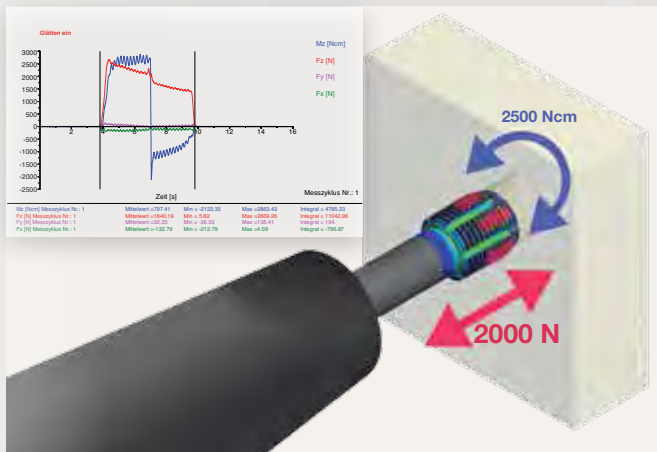 Glätten ein
Mz [Ncm]
Fz [N]
Fy [N]
Fx [N]
3000
2500
2000
1500
1000
500
0
-500
-1000
-1500
-2000
-2500
2 4 6 8 10 12 14 16
Zeit [s]
Messzyklus Nr.: 1
Mz [Ncm] Messzyklus Nr.: 1 Mittelwert =797.41 Min = -2123.35 Max =2863.43 Integral = 4785.23
Fz [N] Messzyklus Nr.: 1 Mittelwert =1840.19 Min = 5.82 Max =2669.26 Integral = 11042.96
Fy [N] Messzyklus Nr.: 1 Mittelwert =32.33 Min = -36.53 Max =136.41 Integral = 194.
Fx [N] Messzyklus Nr.: 1 Mittelwert =-132.79 Min = -212.79 Max =4.09 Integral = -796.87
2500 Ncm
2000 N